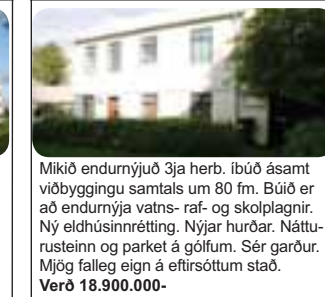 Mikið endurnýjuð 3ja herb. íbúð ásamt
viðbyggingu samtals um 80 fm. Búið er
að endurnýja vatns- raf- og skolplagnir.
Ný eldhúsinnrétting. Nýjar hurðar. Náttu-
rusteinn og parket á gólfum. Sér garður.
Mjög falleg eign á eftirsóttum stað.
Verð 18.900.000-